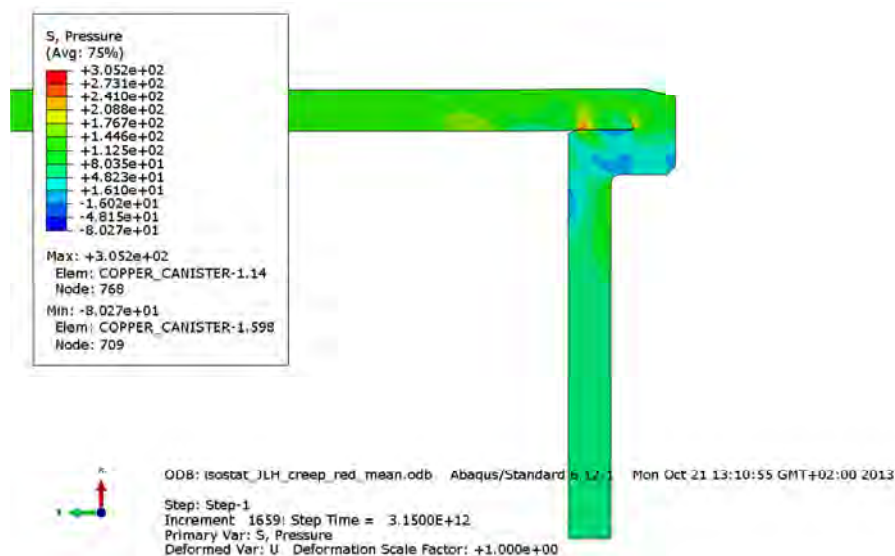 S, Pressure
(Avg: 75%)
+3.052e+02
+2.731e+02
+2.410e+02
+2.088e+02
+1.767e+02
+1.446e+02
+1.125e+02
+8.035e+01
+4.823e+01
+1.610e+01
-1.602e+01
-4.815e+01
-8.027e+01
Max: +3.052e+02
Elem: COPPER_CANISTER-1.14
Node: 768
Min: -8.027e+01
Elem: COPPER_CANISTER-1.598
Node: 709
ODB: isostat_JLH_creep_red_mean.odb Abaqus/Standard 6.12-1 Mon Oct 21 13:10:55 GMT+02:00 2013
Step: Step-1
Increment 1659: Step Time = 3.1500E+12
Primary Var: S, Pressure
Deformed Var: U Deformation Scale Factor: +1.000e+00